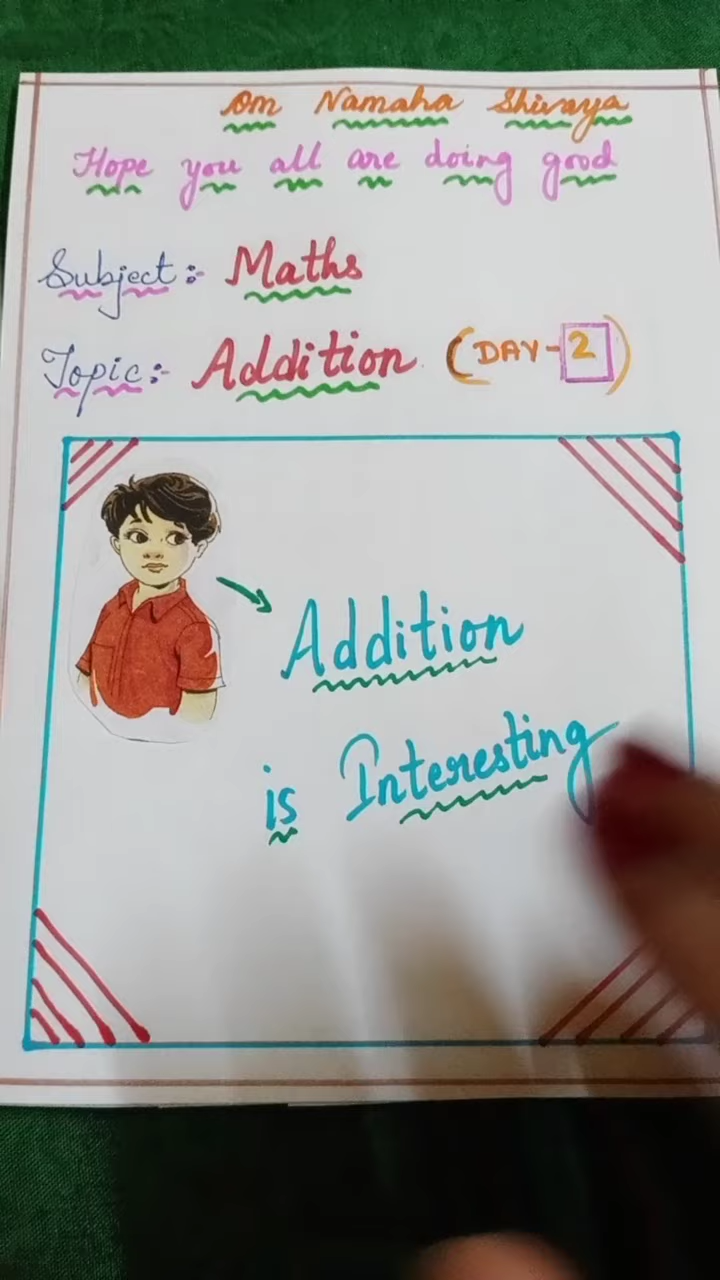 Om Namaha Shivaya
Hope you all are doing good
Subject:- Maths
Topic:- Addition (DAY-2)
Addition
is Interesting